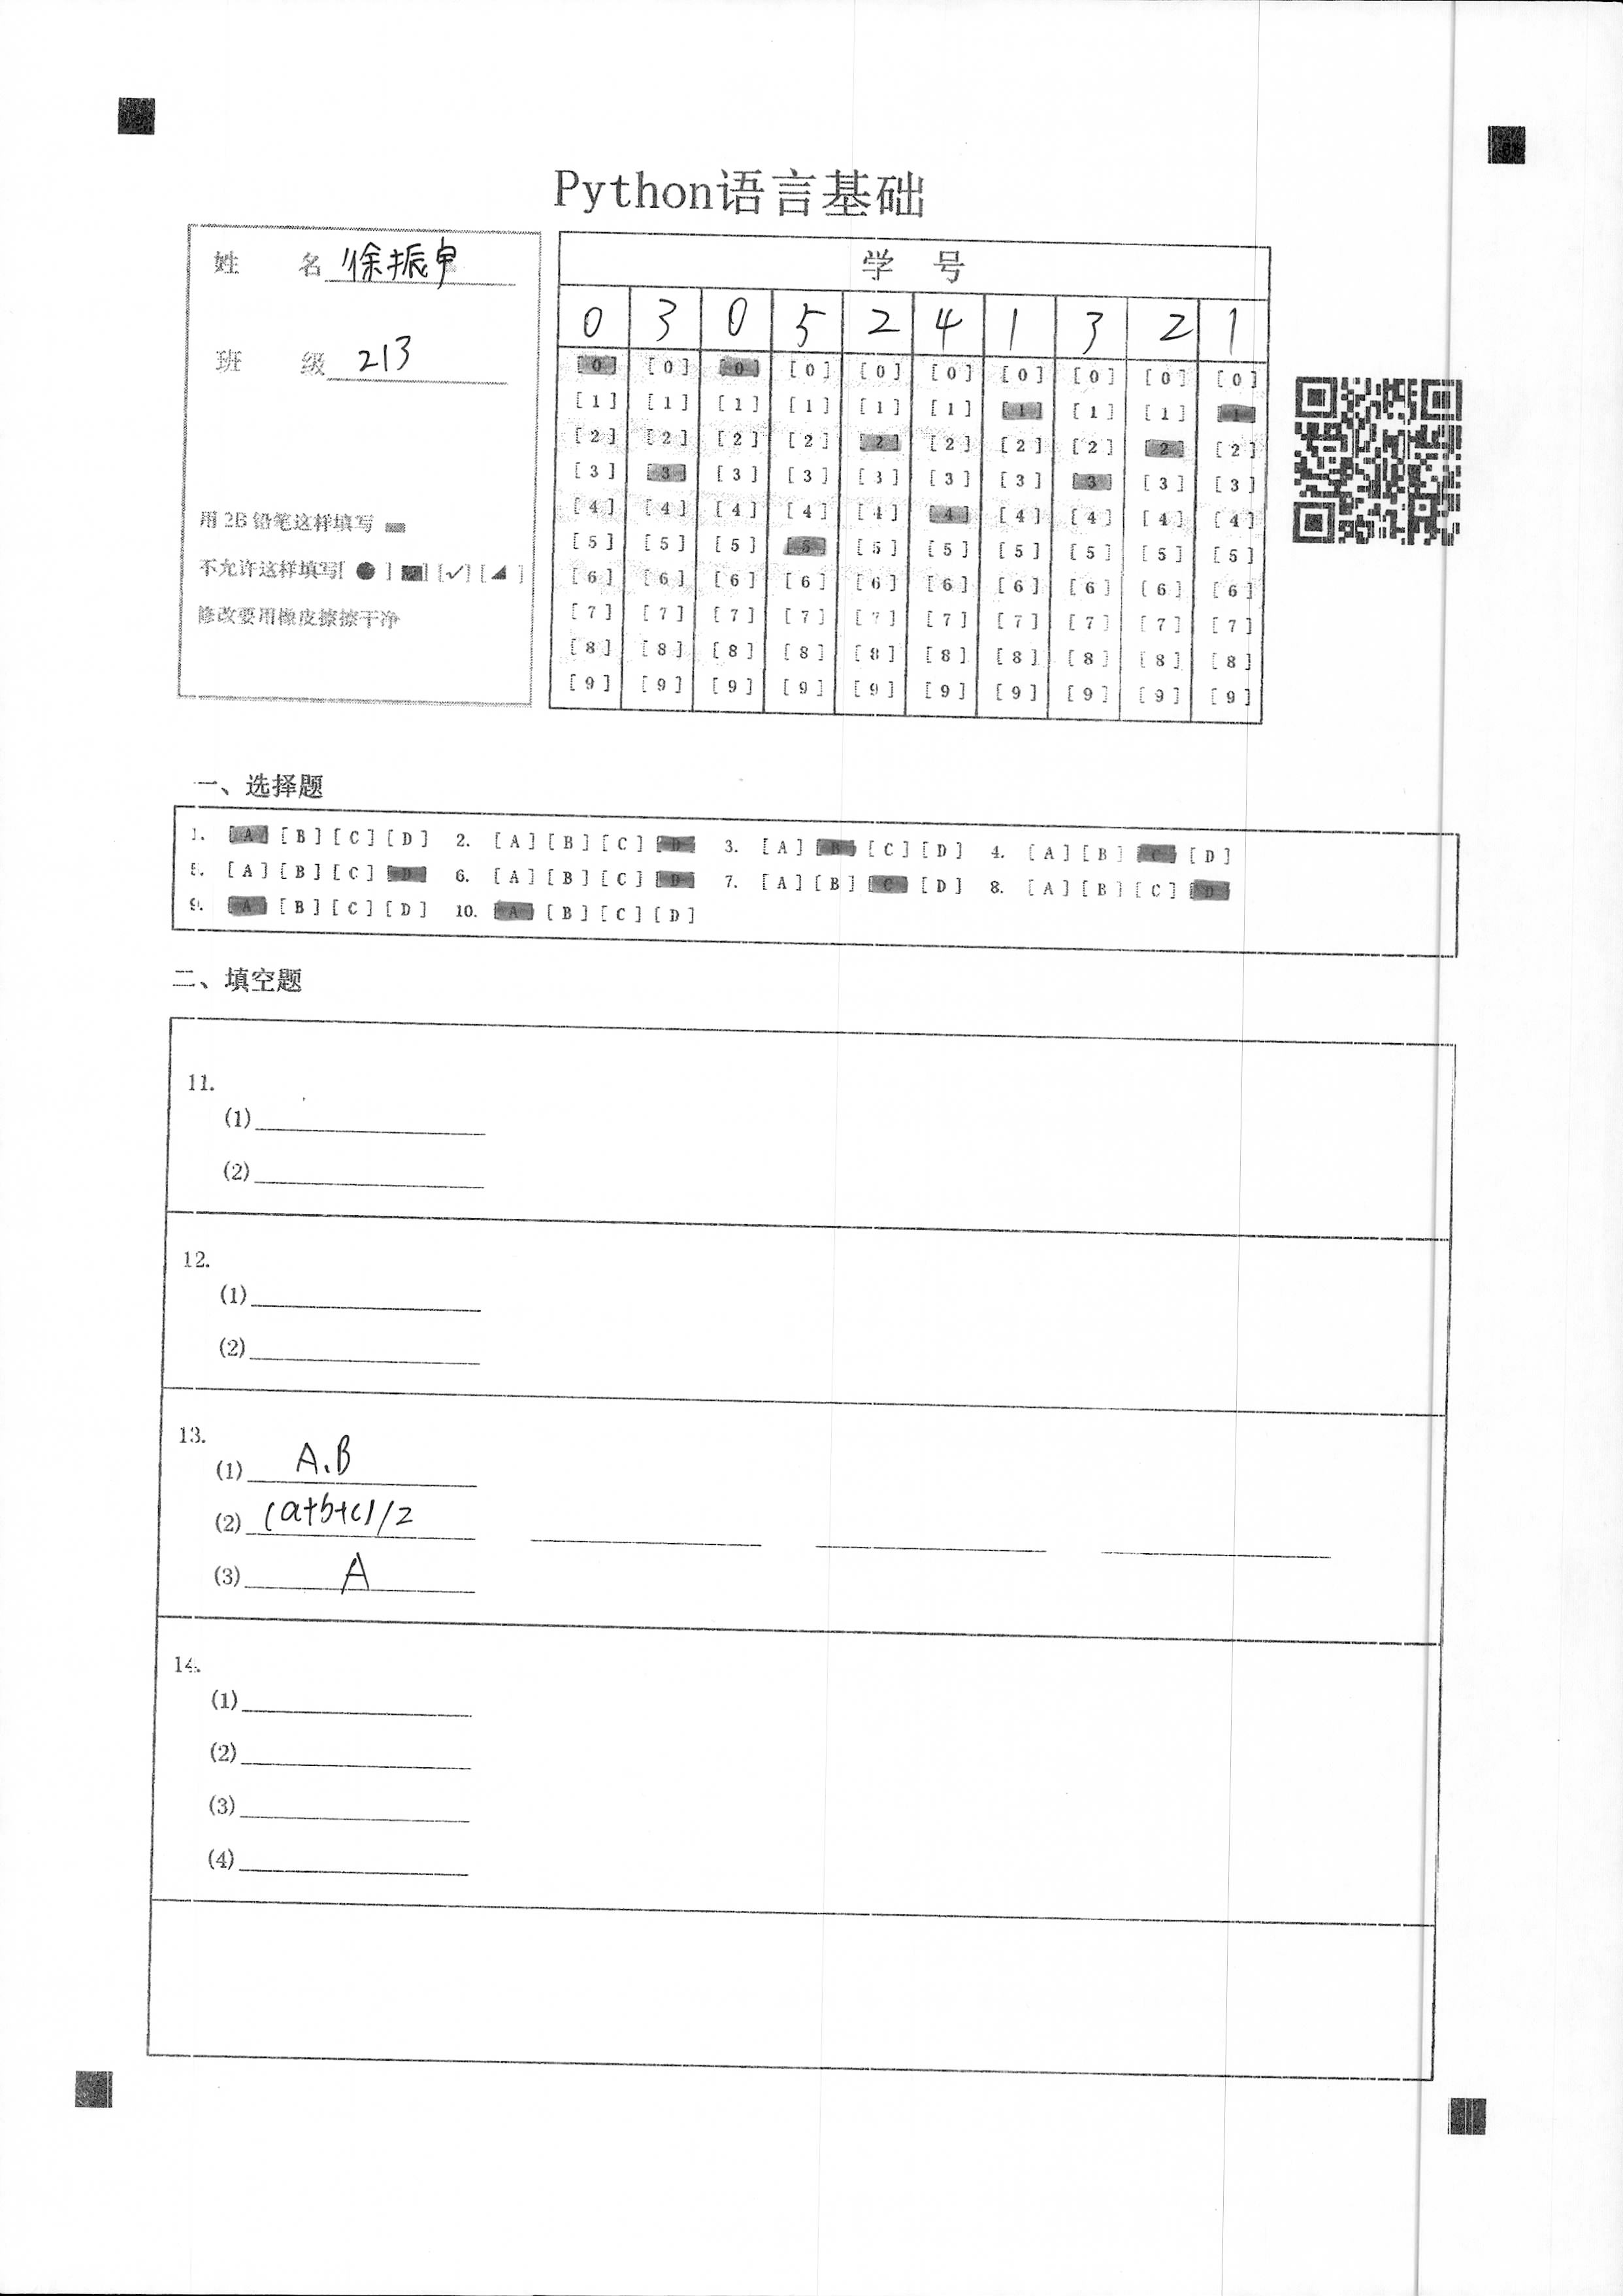 Python语言基础
姓 名 徐振申
班 级 213
用2B铅笔这样填写
不允许这样填写[ ● ] [■] [✓] [◢ ]
修改要用橡皮擦擦干净
学 号
0 3 0 5 2 4 1 3 2 1
[0] [0] [0] [0] [0] [0] [0] [0] [0] [0]
[1] [1] [1] [1] [1] [1] [1] [1] [1] [1]
[2] [2] [2] [2] [2] [2] [2] [2] [2] [2]
[3] [3] [3] [3] [3] [3] [3] [3] [3] [3]
[4] [4] [4] [4] [4] [4] [4] [4] [4] [4]
[5] [5] [5] [5] [5] [5] [5] [5] [5] [5]
[6] [6] [6] [6] [6] [6] [6] [6] [6] [6]
[7] [7] [7] [7] [7] [7] [7] [7] [7] [7]
[8] [8] [8] [8] [8] [8] [8] [8] [8] [8]
[9] [9] [9] [9] [9] [9] [9] [9] [9] [9]
一、选择题
1. [A] [B] [C] [D] 2. [A] [B] [C] [D] 3. [A] [B] [C] [D] 4. [A] [B] [C] [D]
5. [A] [B] [C] [D] 6. [A] [B] [C] [D] 7. [A] [B] [C] [D] 8. [A] [B] [C] [D]
9. [A] [B] [C] [D] 10. [A] [B] [C] [D]
二、填空题
11.
(1)
(2)
12.
(1)
(2)
13.
(1) A、B
(2) (a+b+c)/2
(3) A
14.
(1)
(2)
(3)
(4)